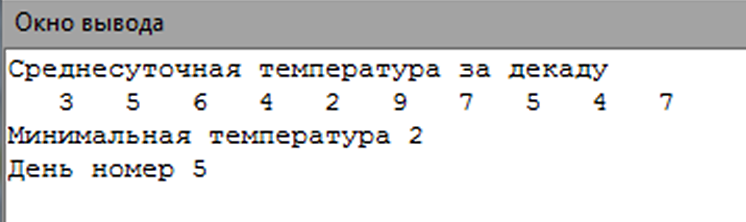 Окно вывода
Среднесуточная температура за декаду
3 5 6 4 2 9 7 5 4 7
Минимальная температура 2
День номер 5